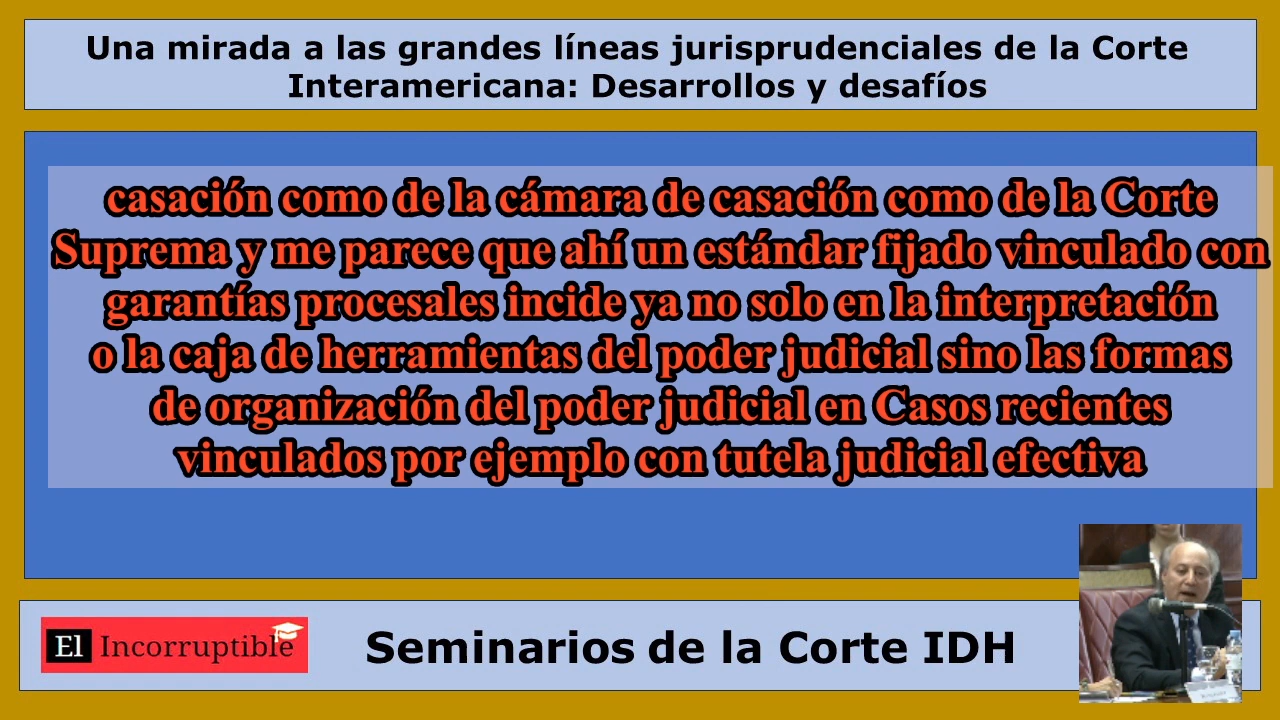 Una mirada a las grandes líneas jurisprudenciales de la Corte
Interamericana: Desarrollos y desafíos
casación como de la cámara de casación como de la Corte
Suprema y me parece que ahí un estándar fijado vinculado con
garantías procesales incide ya no solo en la interpretación
o la caja de herramientas del poder judicial sino las formas
de organización del poder judicial en Casos recientes
vinculados por ejemplo con tutela judicial efectiva
El Incorruptible
Seminarios de la Corte IDH